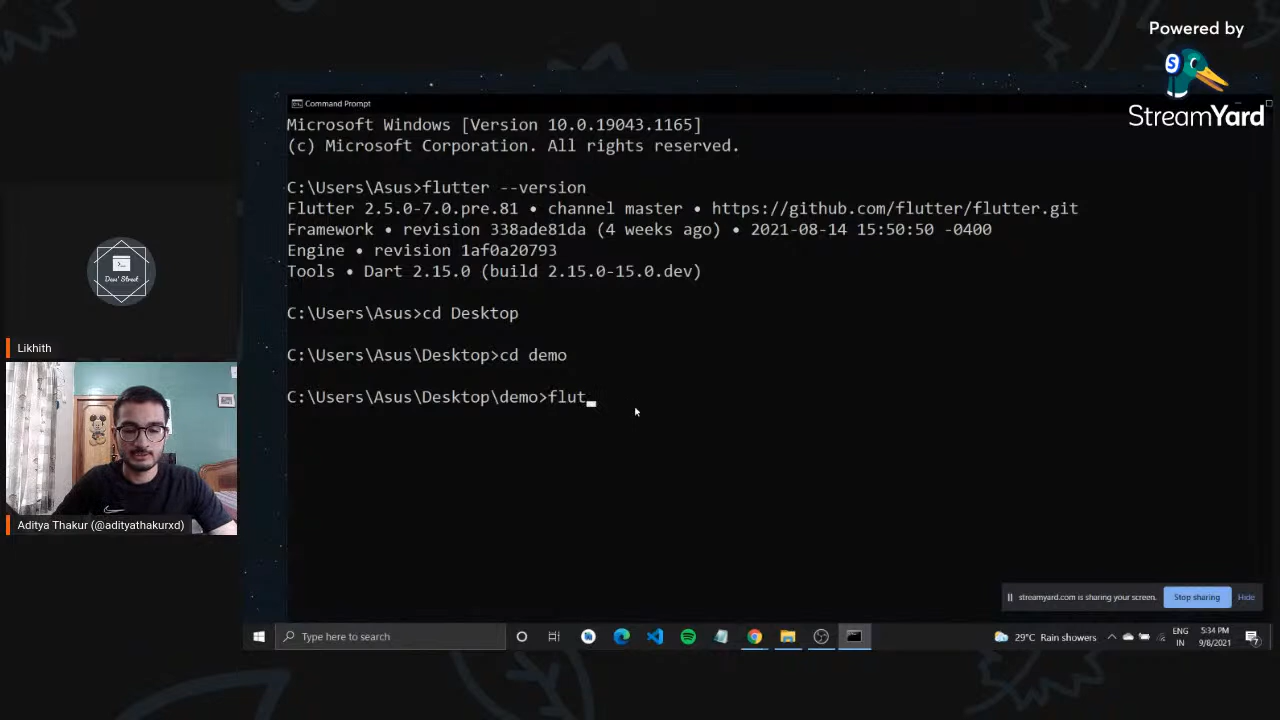 Powered by
StreamYard
Command Prompt
Microsoft Windows [Version 10.0.19043.1165]
(c) Microsoft Corporation. All rights reserved.
C:\Users\Asus>flutter --version
Flutter 2.5.0-7.0.pre.81 • channel master • https://github.com/flutter/flutter.git
Framework • revision 338ade81da (4 weeks ago) • 2021-08-14 15:50:50 -0400
Engine • revision 1af0a20793
Tools • Dart 2.15.0 (build 2.15.0-15.0.dev)
C:\Users\Asus>cd Desktop
C:\Users\Asus\Desktop>cd demo
C:\Users\Asus\Desktop\demo>flut
Devs' Street
Likhith
Aditya Thakur (@adityathakurxd)
streamyard.com is sharing your screen.
Stop sharing
Hide
Type here to search
29°C Rain showers
ENG
IN
5:34 PM
9/8/2021
7